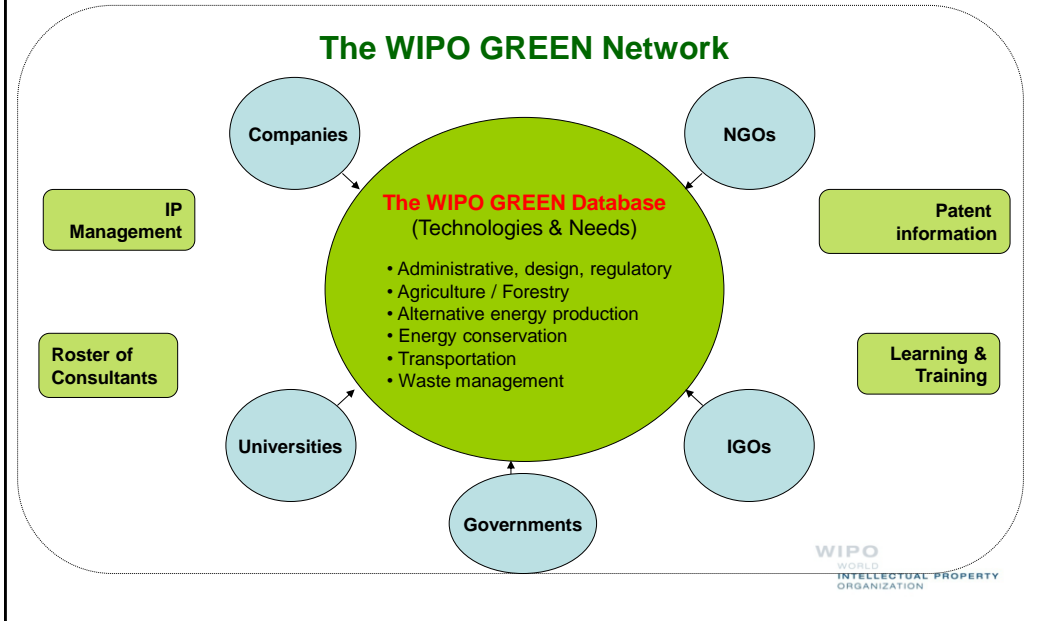 The WIPO GREEN Network
Companies
NGOs
The WIPO GREEN Database
(Technologies & Needs)
• Administrative, design, regulatory
• Agriculture / Forestry
• Alternative energy production
• Energy conservation
• Transportation
• Waste management
IP
Management
Patent
information
Roster of
Consultants
Learning &
Training
Universities
IGOs
Governments
WIPO
WORLD
INTELLECTUAL PROPERTY
ORGANIZATION